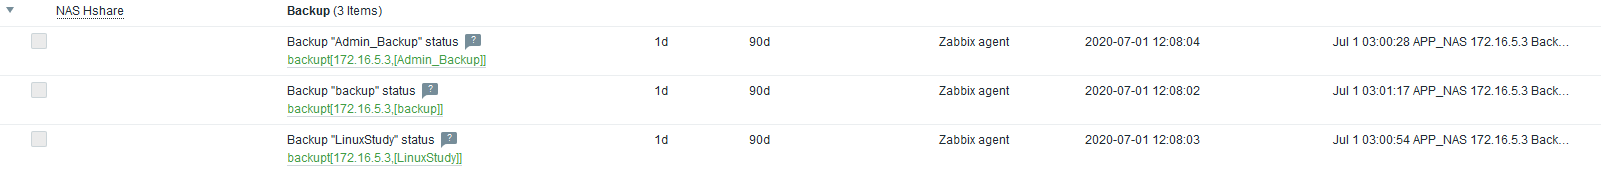 NAS Hshare Backup (3 Items)
Backup "Admin_Backup" status ? 1d 90d Zabbix agent 2020-07-01 12:08:04 Jul 1 03:00:28 APP_NAS 172.16.5.3 Back...
backupt[172.16.5.3,[Admin_Backup]]
Backup "backup" status ? 1d 90d Zabbix agent 2020-07-01 12:08:02 Jul 1 03:01:17 APP_NAS 172.16.5.3 Back...
backupt[172.16.5.3,[backup]]
Backup "LinuxStudy" status ? 1d 90d Zabbix agent 2020-07-01 12:08:03 Jul 1 03:00:54 APP_NAS 172.16.5.3 Back...
backupt[172.16.5.3,[LinuxStudy]]